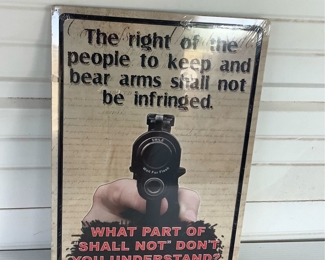 The right of the
people to keep and
bear arms shall not
be infringed.
WHAT PART OF
"SHALL NOT" DON'T
YOU UNDERSTAND?